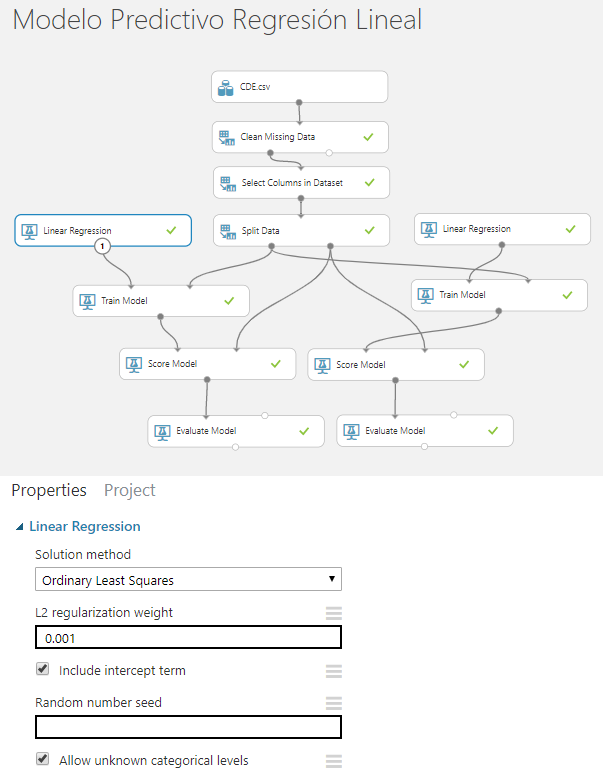 Modelo Predictivo Regresión Lineal
CDE.csv
Clean Missing Data
Select Columns in Dataset
Linear Regression
Split Data
Linear Regression
1
Train Model
Train Model
Score Model
Score Model
Evaluate Model
Evaluate Model
Properties Project
Linear Regression
Solution method
Ordinary Least Squares
L2 regularization weight
0.001
Include intercept term
Random number seed
Allow unknown categorical levels